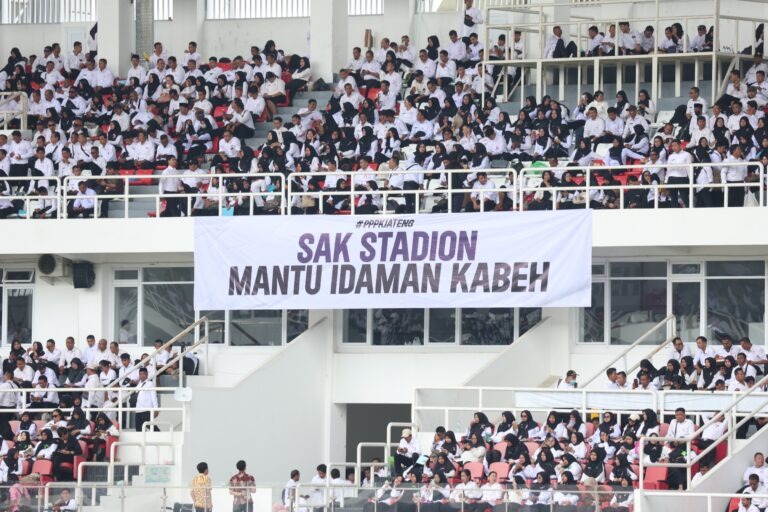 #PPPKJATENG
SAK STADION
MANTU IDAMAN KABEH